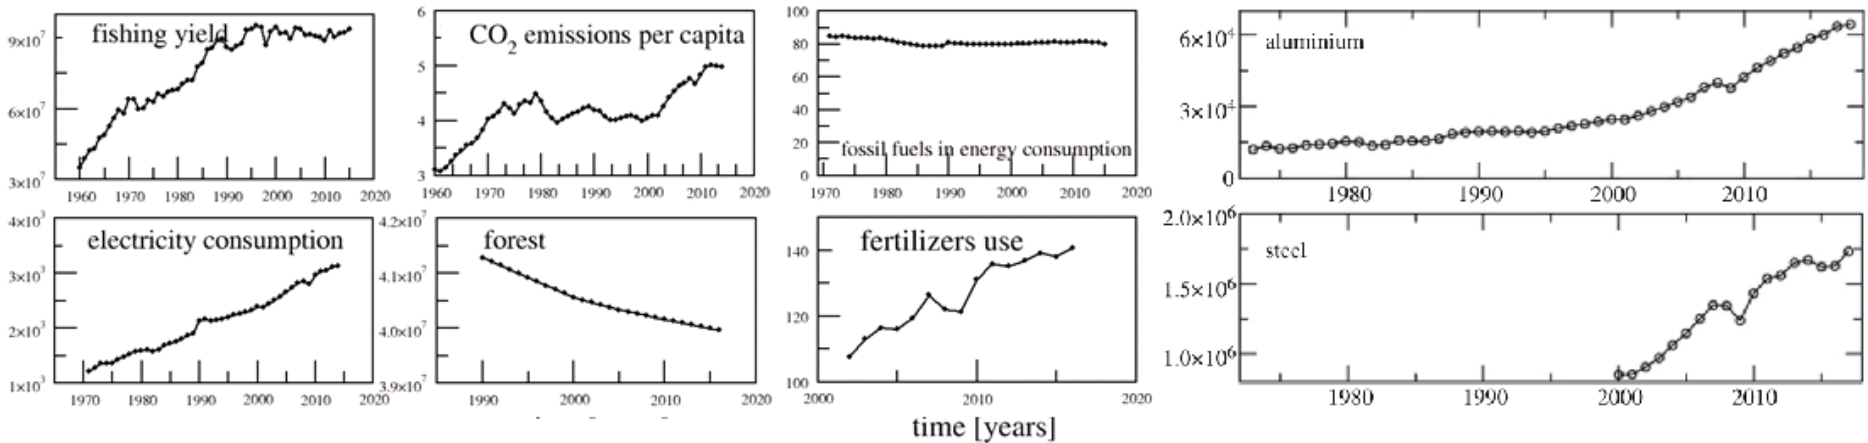 fishing yield
9×10⁷
6×10⁷
3×10⁷
1960 1970 1980 1990 2000 2010 2020
CO₂ emissions per capita
6
5
4
3
1960 1970 1980 1990 2000 2010 2020
fossil fuels in energy consumption
100
80
60
40
20
0
1970 1980 1990 2000 2010 2020
aluminium
6×10⁴
3×10⁴
0
1980 1990 2000 2010
electricity consumption
4×10³
3×10³
2×10³
1×10³
1970 1980 1990 2000 2010 2020
forest
4.2×10⁷
4.1×10⁷
4.0×10⁷
3.9×10⁷
1990 2000 2010 2020
fertilizers use
140
120
100
2000 2010 2020
steel
2.0×10⁶
1.5×10⁶
1.0×10⁶
1980 1990 2000 2010
time [years]